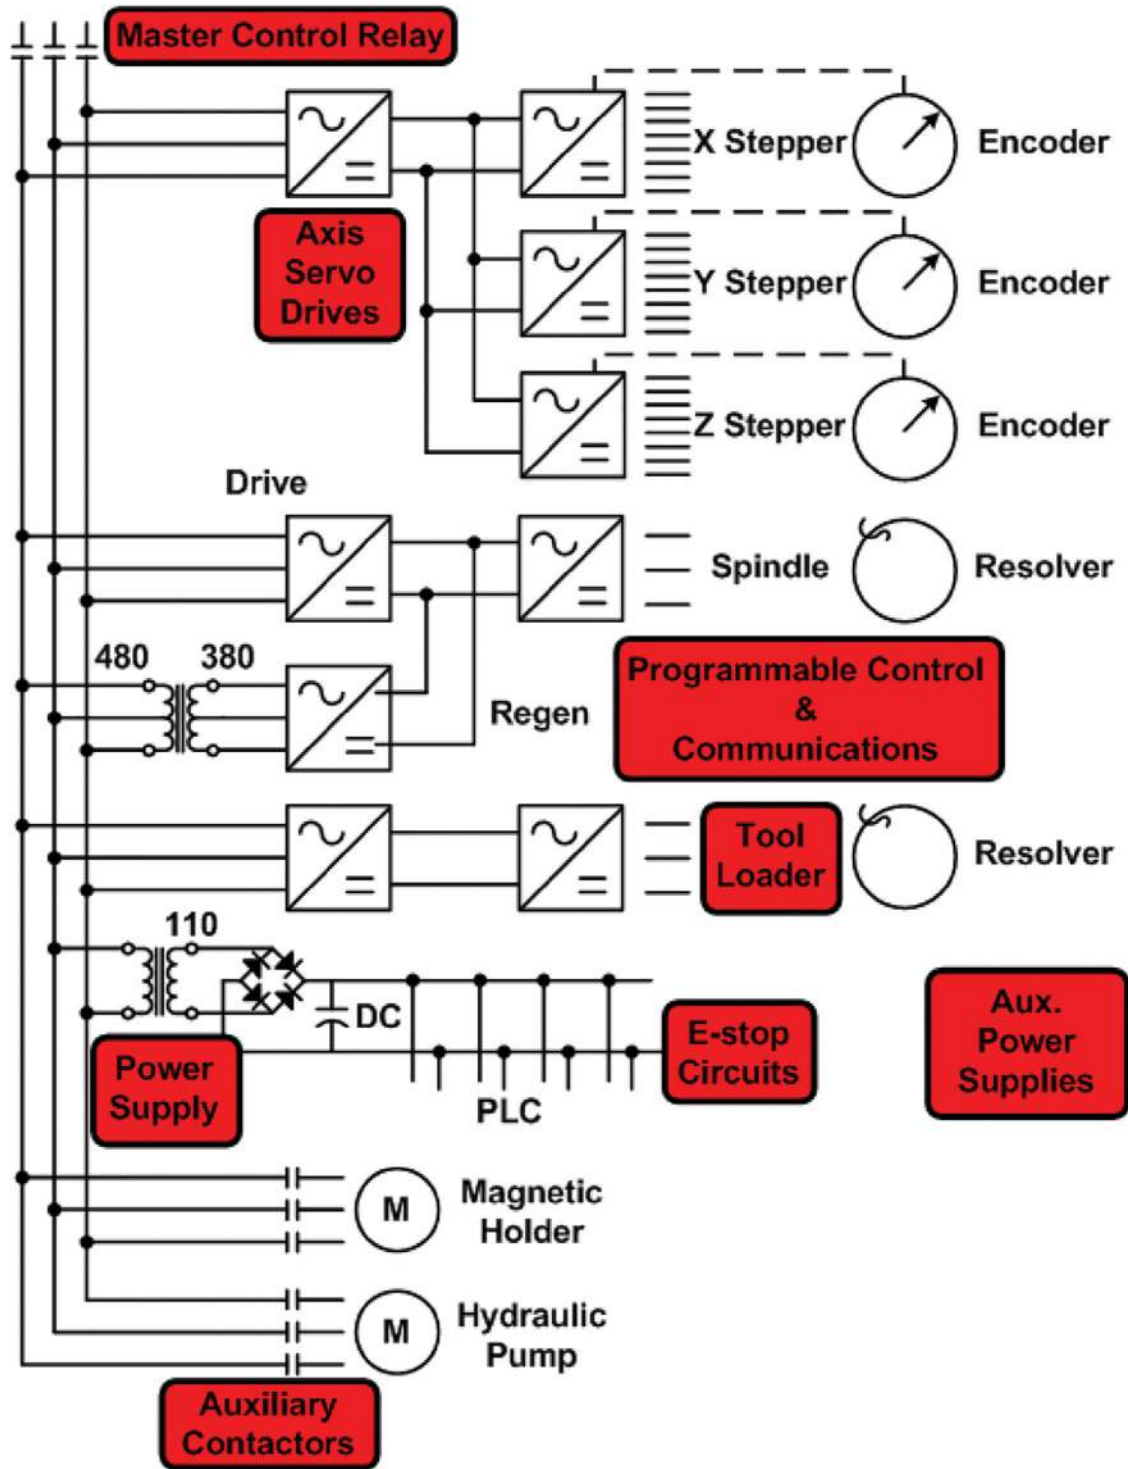 Master Control Relay
X Stepper
Encoder
Axis
Servo
Drives
Y Stepper
Encoder
Z Stepper
Encoder
Drive
Spindle
Resolver
480
380
Regen
Programmable Control
&
Communications
Tool
Loader
Resolver
110
DC
Power
Supply
PLC
E-stop
Circuits
Aux.
Power
Supplies
M
Magnetic
Holder
M
Hydraulic
Pump
Auxiliary
Contactors